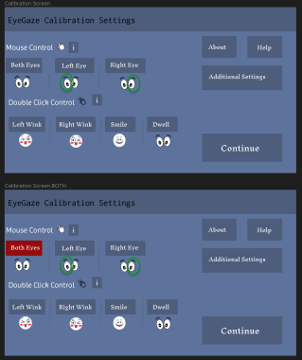 Calibration Screen
EyeGaze Calibration Settings
Mouse Control i
About Help
Both Eyes Left Eye Right Eye
Additional Settings
Double Click Control i
Left Wink Right Wink Smile Dwell
Continue
Calibration Screen BOTH
EyeGaze Calibration Settings
Mouse Control i
About Help
Both Eyes Left Eye Right Eye
Additional Settings
Double Click Control i
Left Wink Right Wink Smile Dwell
Continue